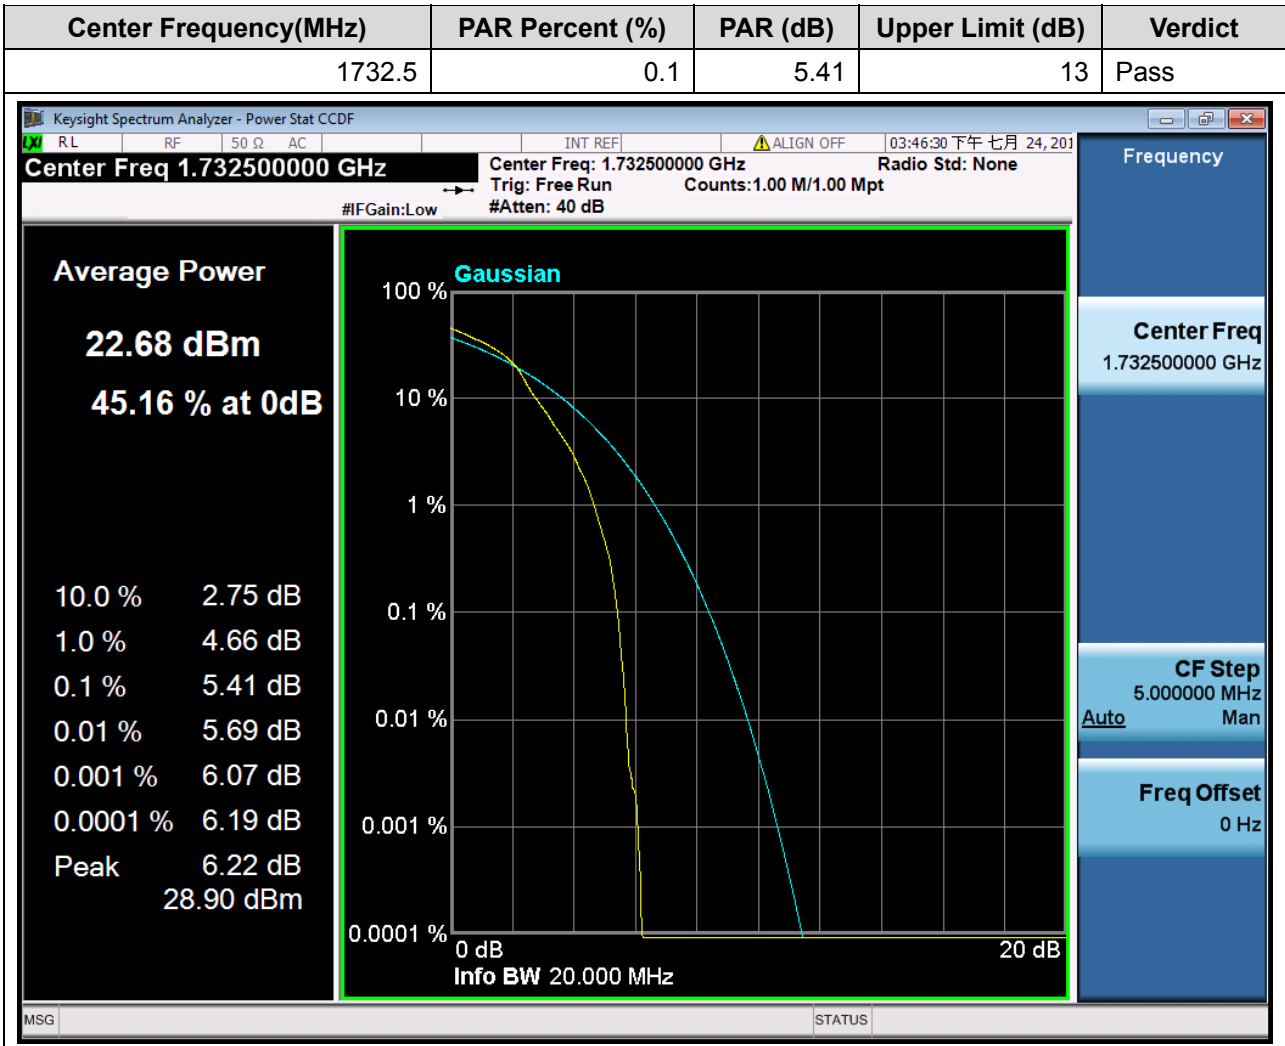 Center Frequency(MHz) PAR Percent (%) PAR (dB) Upper Limit (dB) Verdict
1732.5 0.1 5.41 13 Pass
Keysight Spectrum Analyzer - Power Stat CCDF
LXI RL RF 50 Ω AC INT REF ALIGN OFF 03:46:30 下午 七月 24, 201
Center Freq 1.732500000 GHz
Center Freq: 1.732500000 GHz Radio Std: None
Trig: Free Run Counts:1.00 M/1.00 Mpt
#IFGain:Low #Atten: 40 dB
Average Power
22.68 dBm
45.16 % at 0dB
10.0 % 2.75 dB
1.0 % 4.66 dB
0.1 % 5.41 dB
0.01 % 5.69 dB
0.001 % 6.07 dB
0.0001 % 6.19 dB
Peak 6.22 dB
28.90 dBm
Gaussian
100 %
10 %
1 %
0.1 %
0.01 %
0.001 %
0.0001 %
0 dB 20 dB
Info BW 20.000 MHz
Frequency
Center Freq
1.732500000 GHz
CF Step
5.000000 MHz
Auto Man
Freq Offset
0 Hz
MSG STATUS